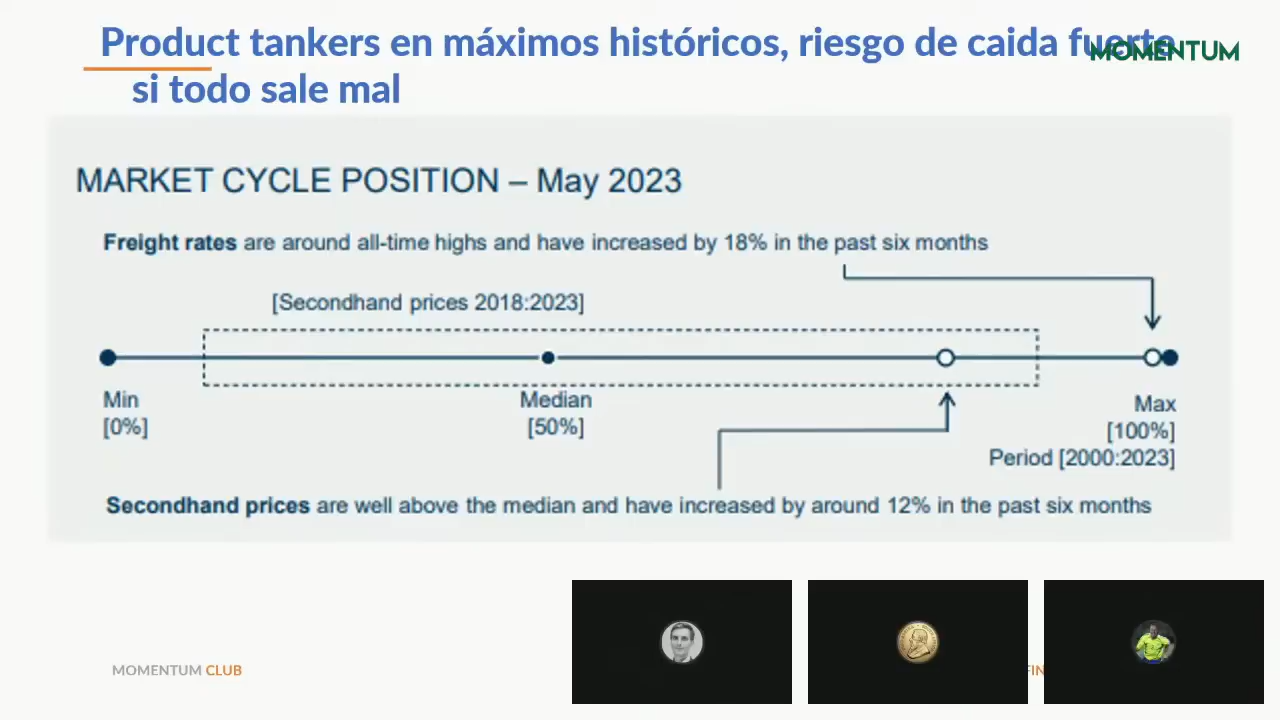 Product tankers en máximos históricos, riesgo de caida fuerte
MOMENTUM
si todo sale mal
MARKET CYCLE POSITION – May 2023
Freight rates are around all-time highs and have increased by 18% in the past six months
[Secondhand prices 2018:2023]
Min
[0%]
Median
[50%]
Max
[100%]
Period [2000:2023]
Secondhand prices are well above the median and have increased by around 12% in the past six months
MOMENTUM CLUB